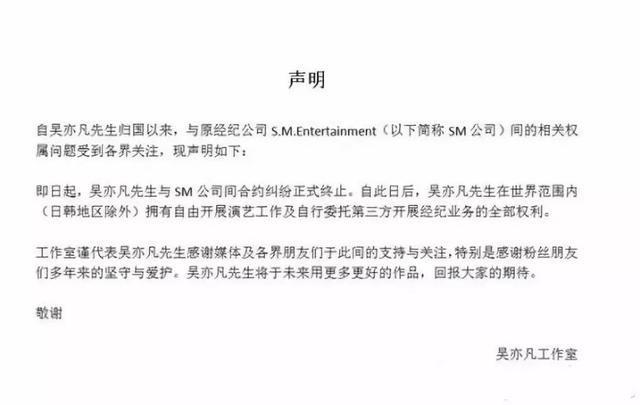 声明
自吴亦凡先生归国以来，与原经纪公司 S.M.Entertainment（以下简称 SM 公司）间的相关权
属问题受到各界关注，现声明如下：
即日起，吴亦凡先生与 SM 公司间合约纠纷正式终止。自此日后，吴亦凡先生在世界范围内
（日韩地区除外）拥有自由开展演艺工作及自行委托第三方开展经纪业务的全部权利。
工作室谨代表吴亦凡先生感谢媒体及各界朋友们于此间的支持与关注，特别是感谢粉丝朋友
们多年来的坚守与爱护。吴亦凡先生将于未来用更多更好的作品，回报大家的期待。
敬谢
吴亦凡工作室